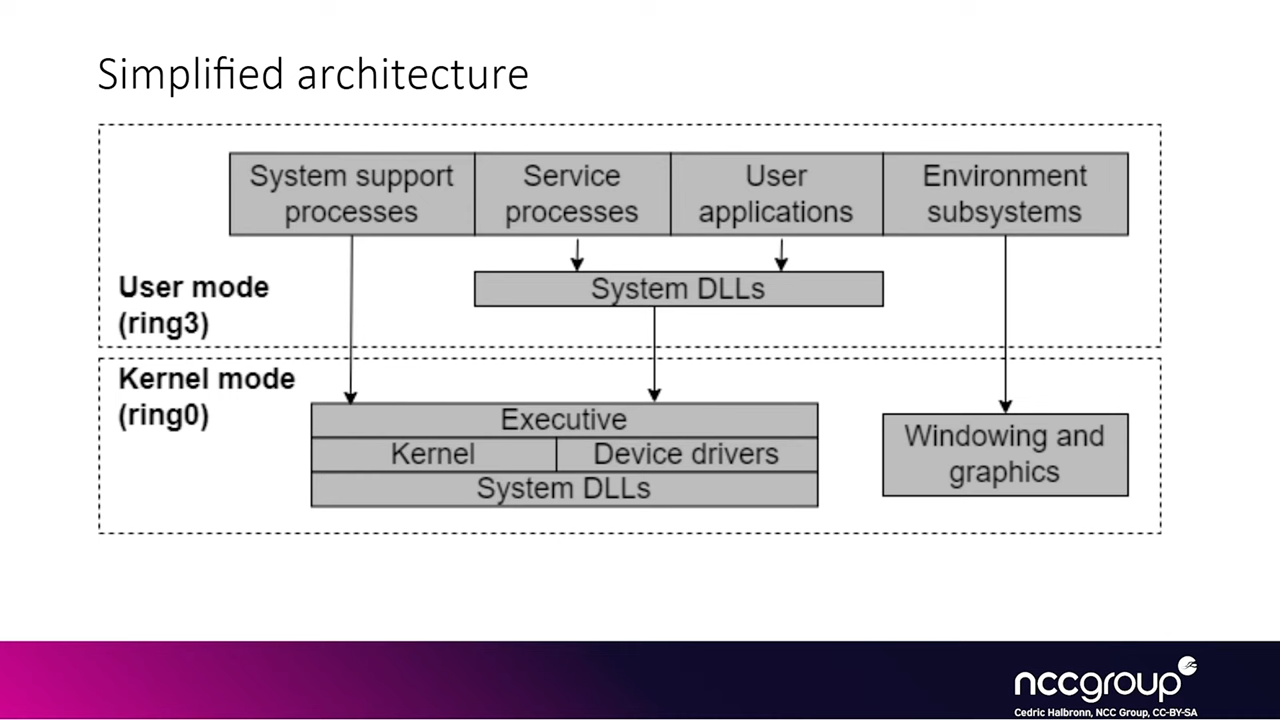 Simplified architecture
System support
processes
Service
processes
User
applications
Environment
subsystems
User mode
(ring3)
System DLLs
Kernel mode
(ring0)
Executive
Kernel
Device drivers
System DLLs
Windowing and
graphics
nccgroup
Cedric Halbronn, NCC Group, CC-BY-SA